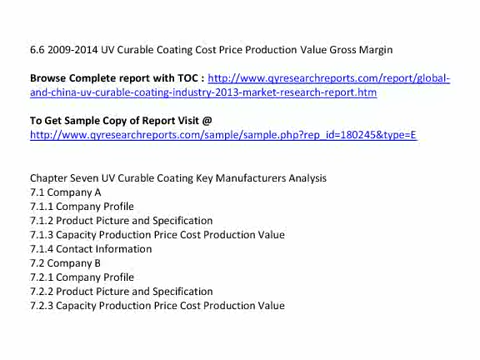 6.6 2009-2014 UV Curable Coating Cost Price Production Value Gross Margin
Browse Complete report with TOC : http://www.qyresearchreports.com/report/global-
and-china-uv-curable-coating-industry-2013-market-research-report.htm
To Get Sample Copy of Report Visit @
http://www.qyresearchreports.com/sample/sample.php?rep_id=180245&type=E
Chapter Seven UV Curable Coating Key Manufacturers Analysis
7.1 Company A
7.1.1 Company Profile
7.1.2 Product Picture and Specification
7.1.3 Capacity Production Price Cost Production Value
7.1.4 Contact Information
7.2 Company B
7.2.1 Company Profile
7.2.2 Product Picture and Specification
7.2.3 Capacity Production Price Cost Production Value